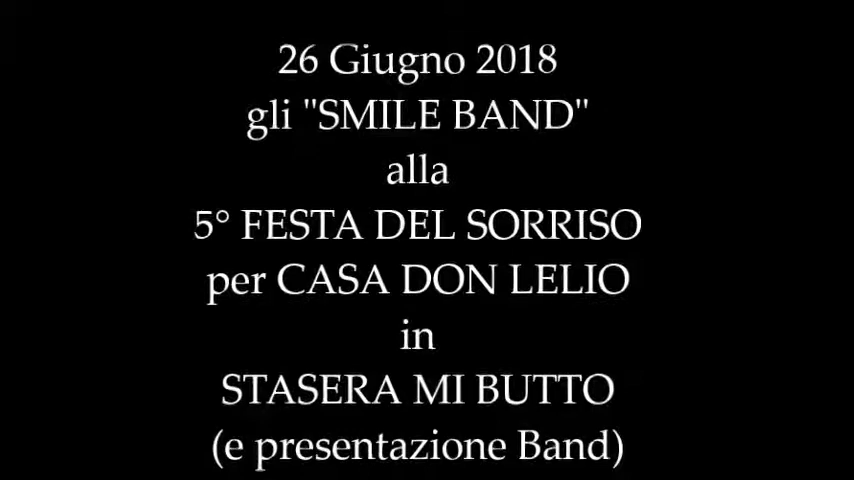 26 Giugno 2018
gli "SMILE BAND"
alla
5° FESTA DEL SORRISO
per CASA DON LELIO
in
STASERA MI BUTTO
(e presentazione Band)